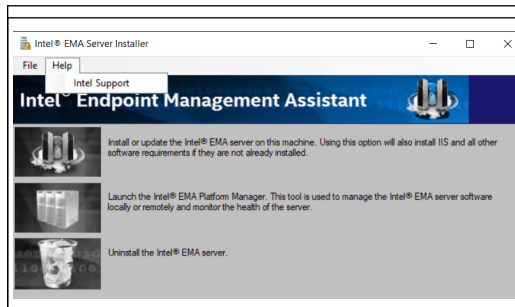 Intel® EMA Server Installer
File Help
Intel Support
Intel® Endpoint Management Assistant
Install or update the Intel® EMA server on this machine. Using this option will also install IIS and all other
software requirements if they are not already installed.
Launch the Intel® EMA Platform Manager. This tool is used to manage the Intel® EMA server software
locally or remotely and monitor the health of the server.
Uninstall the Intel® EMA server.